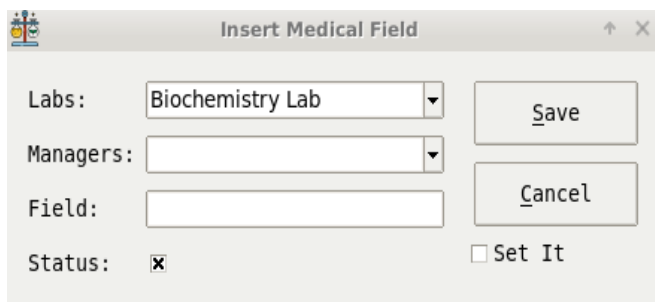 Insert Medical Field
Labs: Biochemistry Lab
Save
Managers:
Cancel
Field:
Set It
Status: